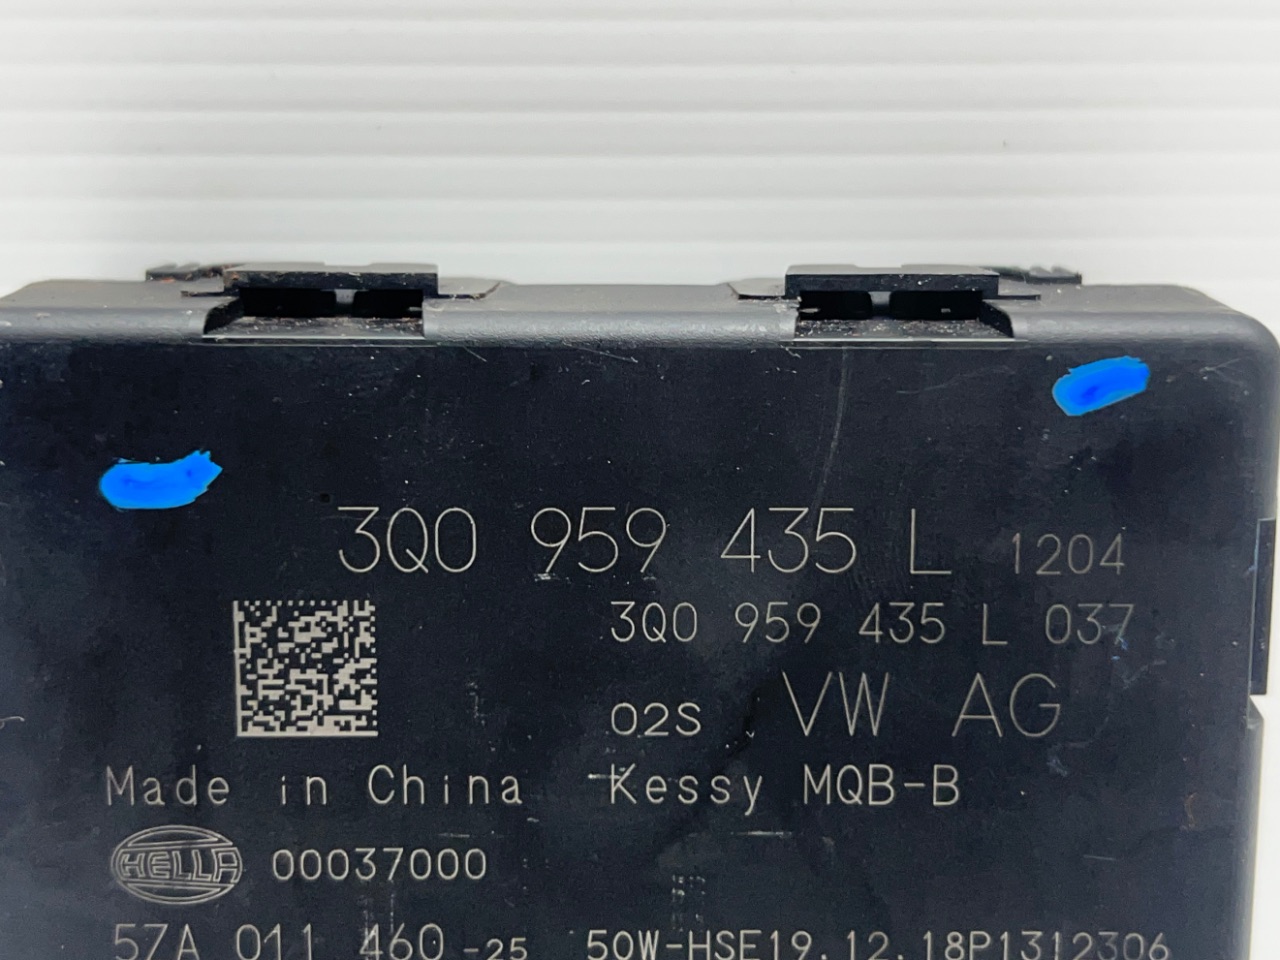 3Q0 959 435 L 1204
3Q0 959 435 L 037
02S VW AG
Made in China Kessy MQB-B
HELLA 00037000
57A 011 460 -25 50W-HSE19.12.18P1312306